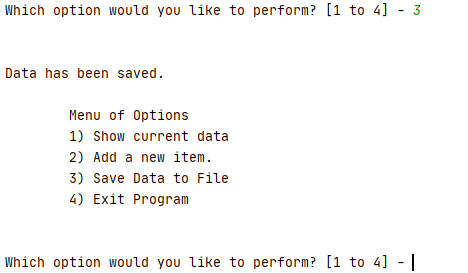 Which option would you like to perform? [1 to 4] - 3
Data has been saved.
Menu of Options
1) Show current data
2) Add a new item.
3) Save Data to File
4) Exit Program
Which option would you like to perform? [1 to 4] -